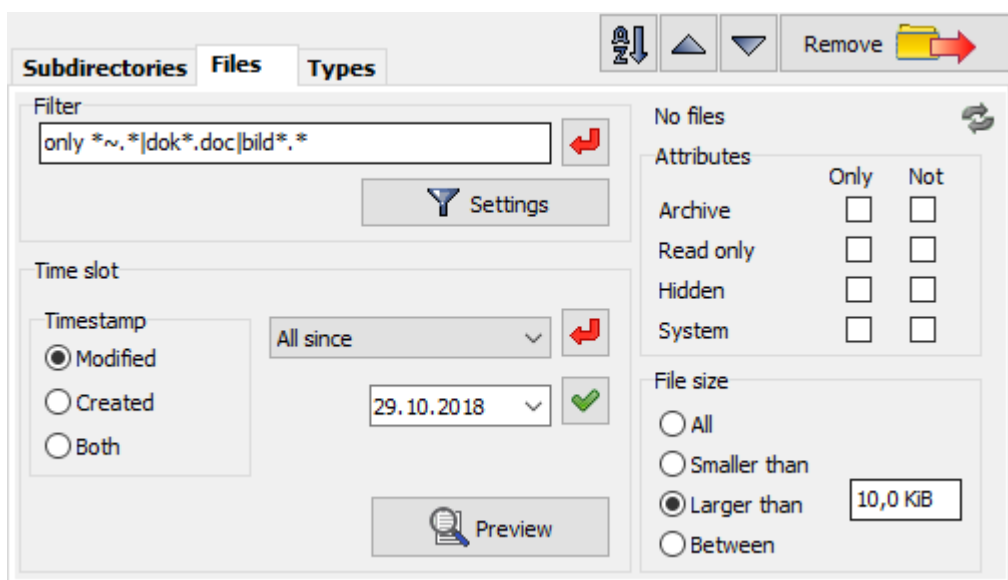 Remove
Subdirectories Files Types
Filter
only *~.*|dok*.doc|bild*.*
Settings
Time slot
Timestamp
Modified
Created
Both
All since
29.10.2018
Preview
No files
Attributes
Only Not
Archive
Read only
Hidden
System
File size
All
Smaller than
Larger than
10,0 KiB
Between